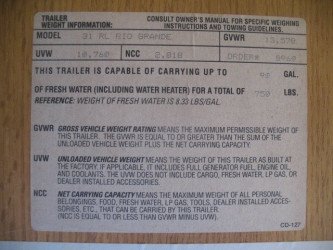 TRAILER WEIGHT INFORMATION: CONSULT OWNER'S MANUAL FOR SPECIFIC WEIGHING INSTRUCTIONS AND TOWING GUIDELINES.
MODEL 31 RL RIO GRANDE GVWR 13,578
UVW 10,760 NCC 2,818 ORDER# 5960
THIS TRAILER IS CAPABLE OF CARRYING UP TO 90 GAL.
OF FRESH WATER (INCLUDING WATER HEATER) FOR A TOTAL OF 750 LBS.
REFERENCE: WEIGHT OF FRESH WATER IS 8.33 LBS/GAL.
GVWR GROSS VEHICLE WEIGHT RATING MEANS THE MAXIMUM PERMISSIBLE WEIGHT OF
THIS TRAILER. THE GVWR IS EQUAL TO OR GREATER THAN THE SUM OF THE
UNLOADED VEHICLE WEIGHT PLUS THE NET CARRYING CAPACITY.
UVW UNLOADED VEHICLE WEIGHT MEANS THE WEIGHT OF THIS TRAILER AS BUILT AT
THE FACTORY. IF APPLICABLE, IT INCLUDES FULL GENERATOR FUEL, ENGINE OIL,
AND COOLANTS. THE UVW DOES NOT INCLUDE CARGO, FRESH WATER, LP GAS, OR
DEALER INSTALLED ACCESSORIES.
NCC NET CARRYING CAPACITY MEANS THE MAXIMUM WEIGHT OF ALL PERSONAL
BELONGINGS, FOOD, FRESH WATER, LP GAS, TOOLS, DEALER INSTALLED ACCES-
SORIES, ETC. THAT CAN BE CARRIED BY THIS TRAILER.
(NCC IS EQUAL TO OR LESS THAN GVWR MINUS UVW)
CD-127